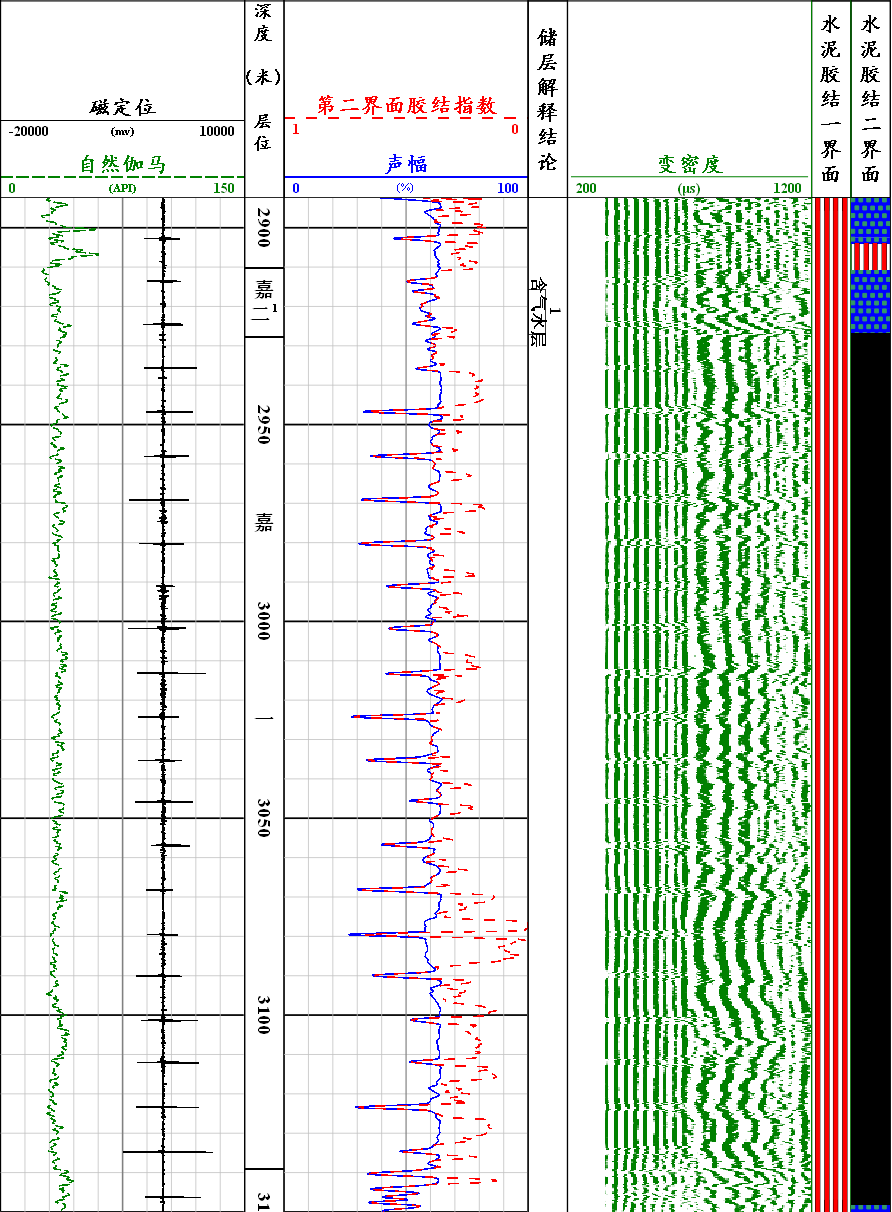 磁定位
-20000 (mv) 10000
自然伽马
0 (API) 150
深度
(米)
层位
第二界面胶结指数
1 0
声幅
0 (%) 100
储层解释结论
变密度
200 (μs) 1200
水泥胶结一界面
水泥胶结二界面
2900
嘉二¹
1
含气水层
2950
嘉
3000
一
3050
3100
31